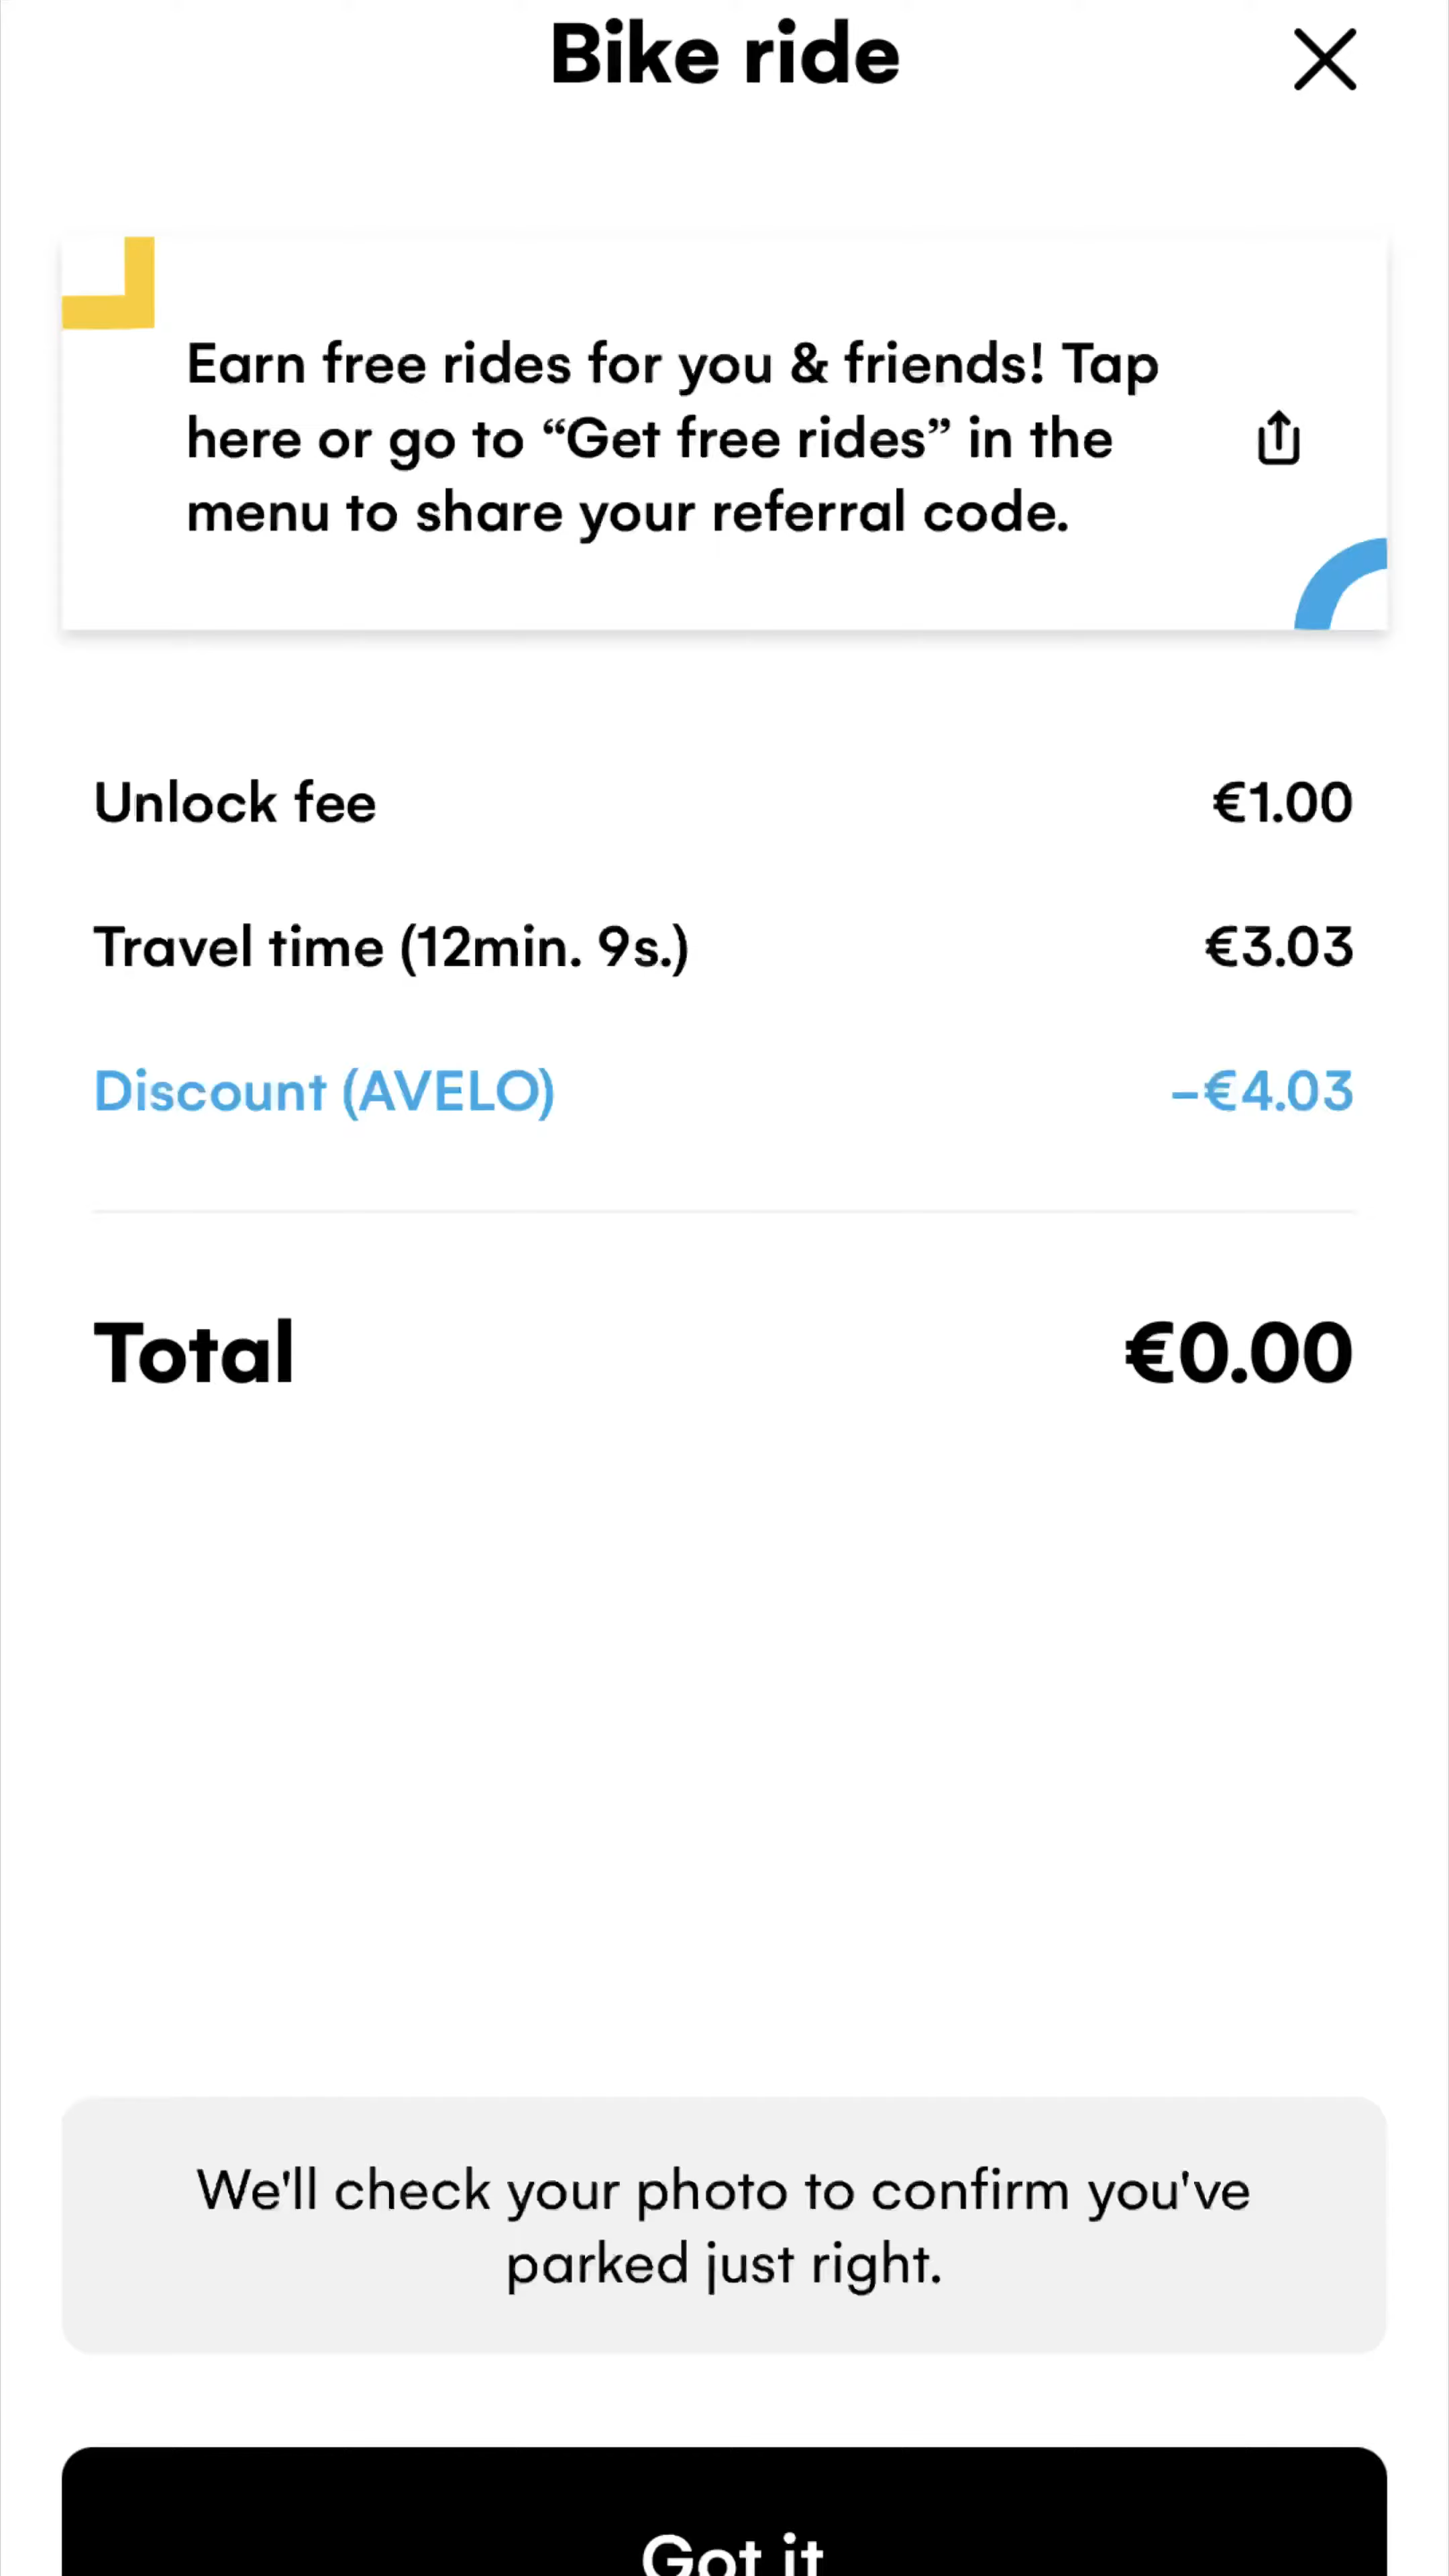 Bike ride
Earn free rides for you & friends! Tap
here or go to “Get free rides” in the
menu to share your referral code.
Unlock fee €1.00
Travel time (12min. 9s.) €3.03
Discount (AVELO) -€4.03
Total €0.00
We'll check your photo to confirm you've
parked just right.
Got it